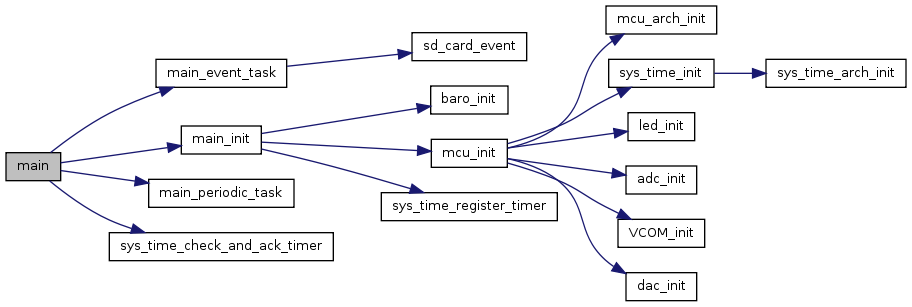 main
main_event_task
sd_card_event
main_init
baro_init
mcu_init
mcu_arch_init
sys_time_init
sys_time_arch_init
led_init
adc_init
VCOM_init
dac_init
sys_time_register_timer
main_periodic_task
sys_time_check_and_ack_timer